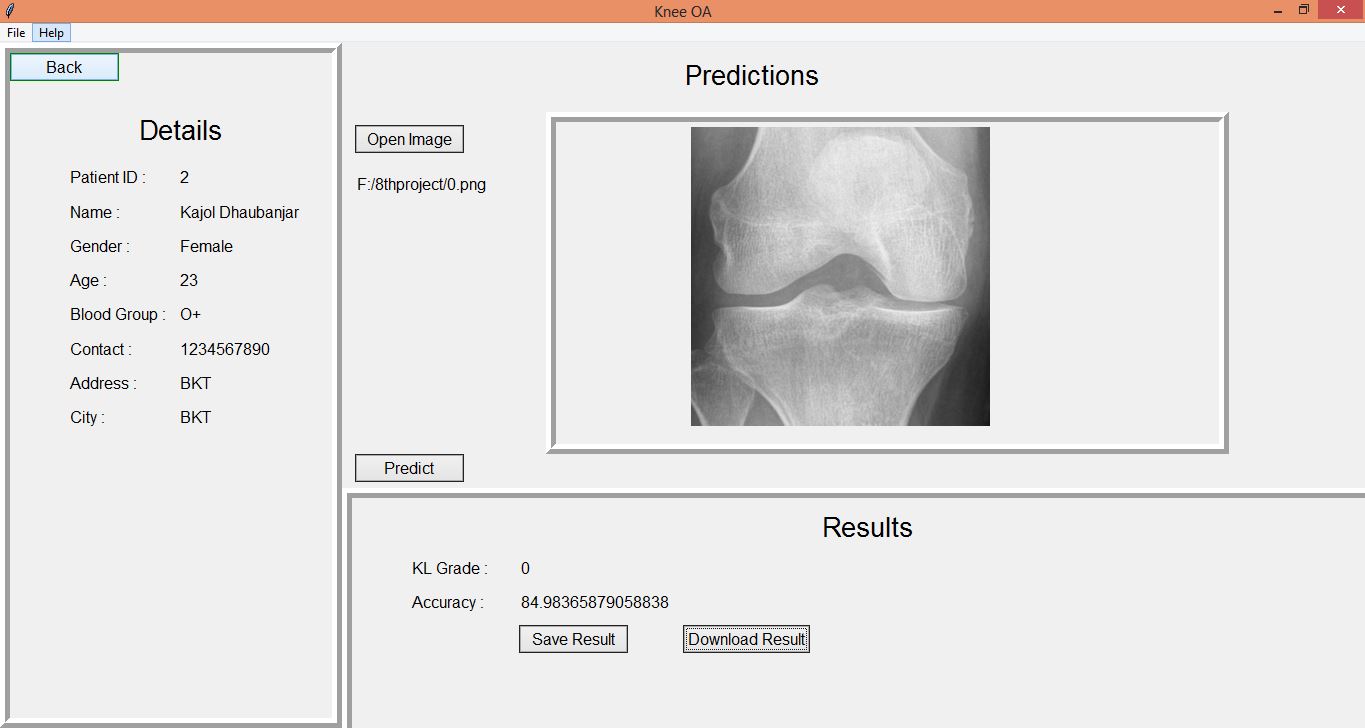 Knee OA
File Help
Back
Details
Patient ID : 2
Name : Kajol Dhaubanjar
Gender : Female
Age : 23
Blood Group : O+
Contact : 1234567890
Address : BKT
City : BKT
Predictions
Open Image
F:/8thproject/0.png
Predict
Results
KL Grade : 0
Accuracy : 84.98365879058838
Save Result Download Result